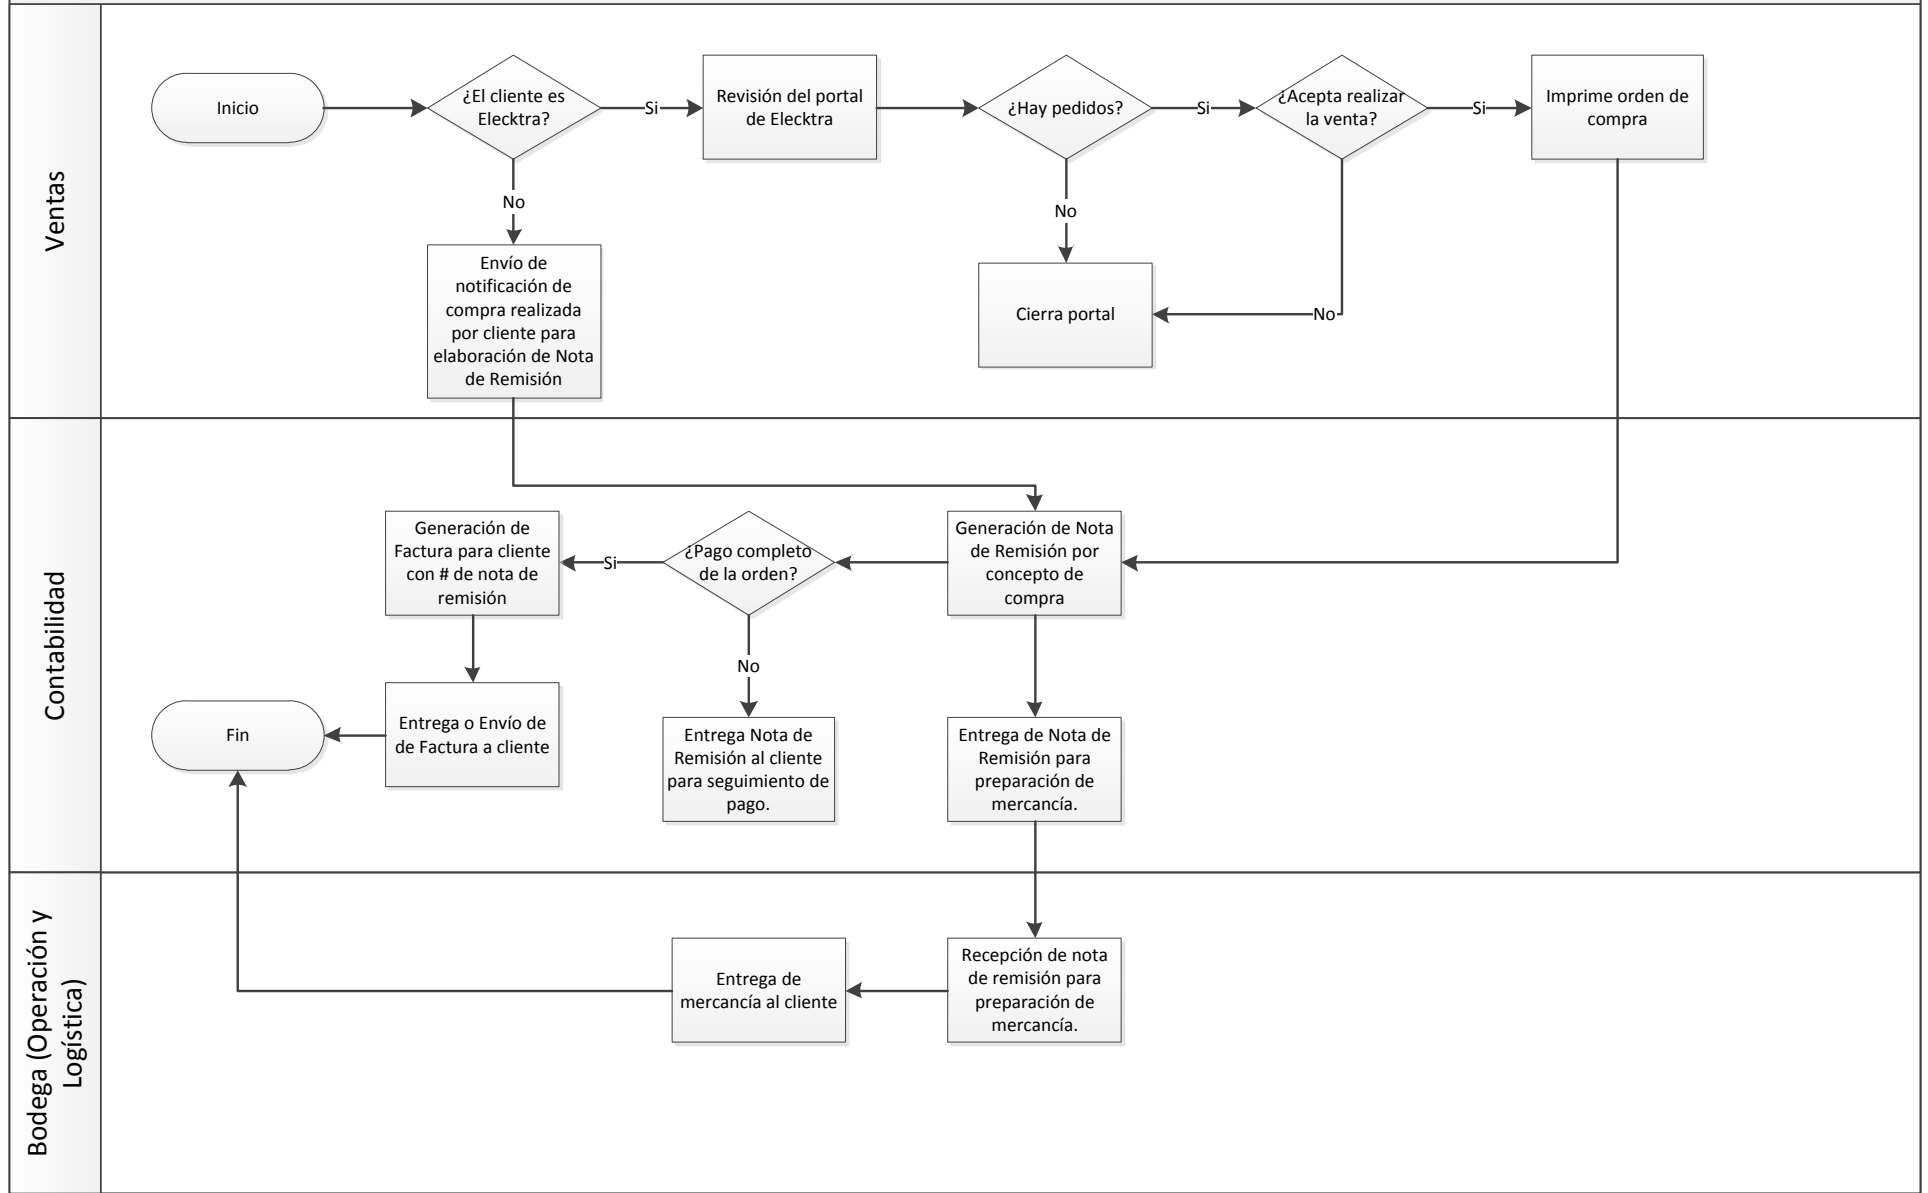 Ventas
Inicio
¿El cliente es
Elecktra?
Si
Revisión del portal
de Elecktra
¿Hay pedidos?
Si
¿Acepta realizar
la venta?
Si
Imprime orden de
compra
No
Envío de
notificación de
compra realizada
por cliente para
elaboración de Nota
de Remisión
No
Cierra portal
No
Contabilidad
Generación de
Factura para cliente
con # de nota de
remisión
Si
¿Pago completo
de la orden?
Generación de Nota
de Remisión por
concepto de
compra
No
Fin
Entrega o Envío de
de Factura a cliente
Entrega Nota de
Remisión al cliente
para seguimiento de
pago.
Entrega de Nota de
Remisión para
preparación de
mercancía.
Bodega (Operación y
Logística)
Entrega de
mercancía al cliente
Recepción de nota
de remisión para
preparación de
mercancía.